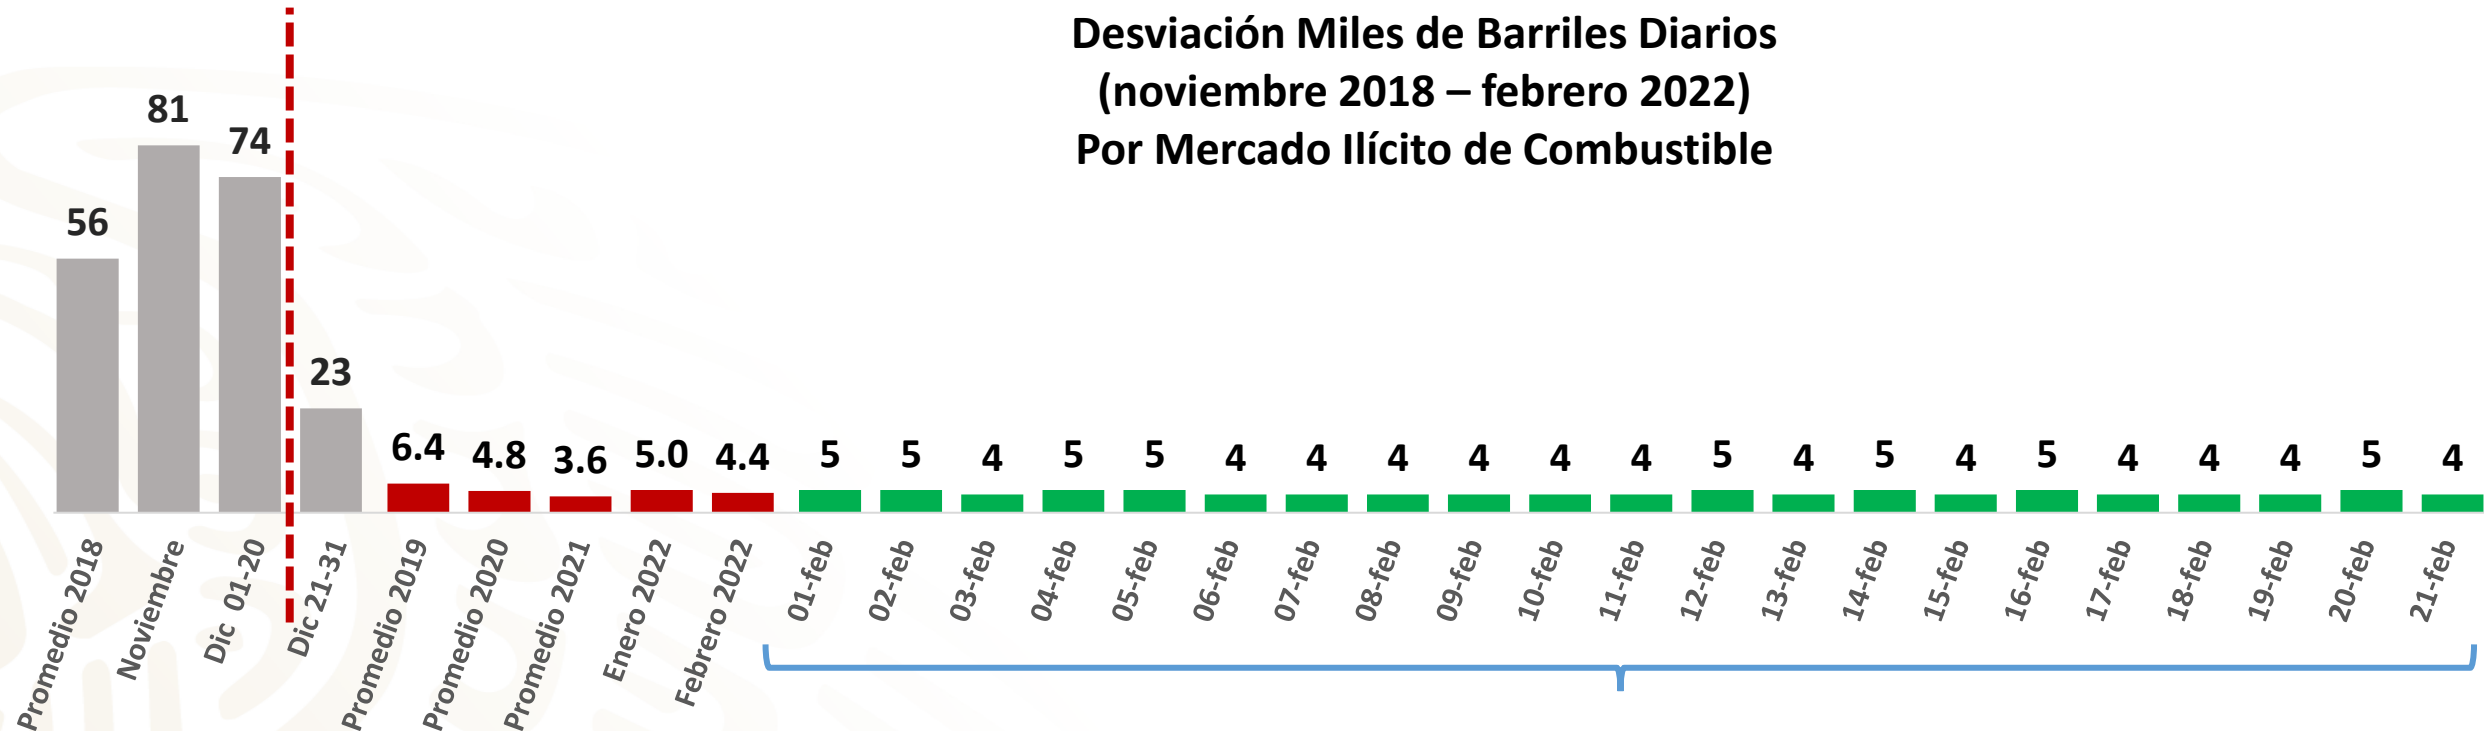 Desviación Miles de Barriles Diarios
(noviembre 2018 – febrero 2022)
Por Mercado Ilícito de Combustible
56
81
74
23
6.4
4.8
3.6
5.0
4.4
5
5
4
5
5
4
4
4
4
4
4
5
4
5
4
5
4
4
4
5
4
Promedio 2018
Noviembre
Dic 01-20
Dic 21-31
Promedio 2019
Promedio 2020
Promedio 2021
Enero 2022
Febrero 2022
01-feb
02-feb
03-feb
04-feb
05-feb
06-feb
07-feb
08-feb
09-feb
10-feb
11-feb
12-feb
13-feb
14-feb
15-feb
16-feb
17-feb
18-feb
19-feb
20-feb
21-feb